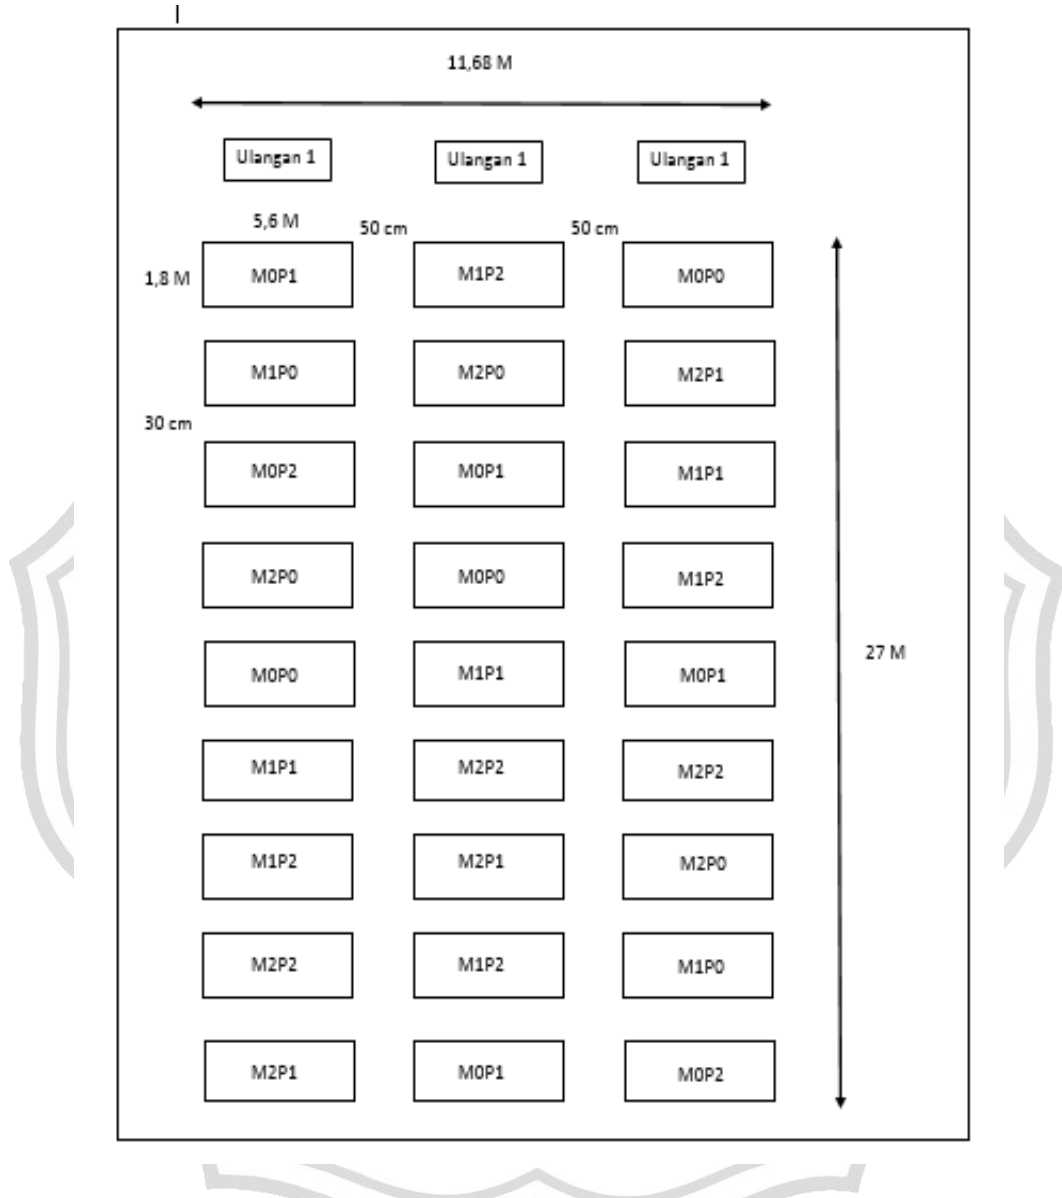 11,68 M
Ulangan 1 Ulangan 1 Ulangan 1
5,6 M 50 cm 50 cm
1,8 M M0P1 M1P2 M0P0
M1P0 M2P0 M2P1
30 cm
M0P2 M0P1 M1P1
M2P0 M0P0 M1P2
27 M
M0P0 M1P1 M0P1
M1P1 M2P2 M2P2
M1P2 M2P1 M2P0
M2P2 M1P2 M1P0
M2P1 M0P1 M0P2